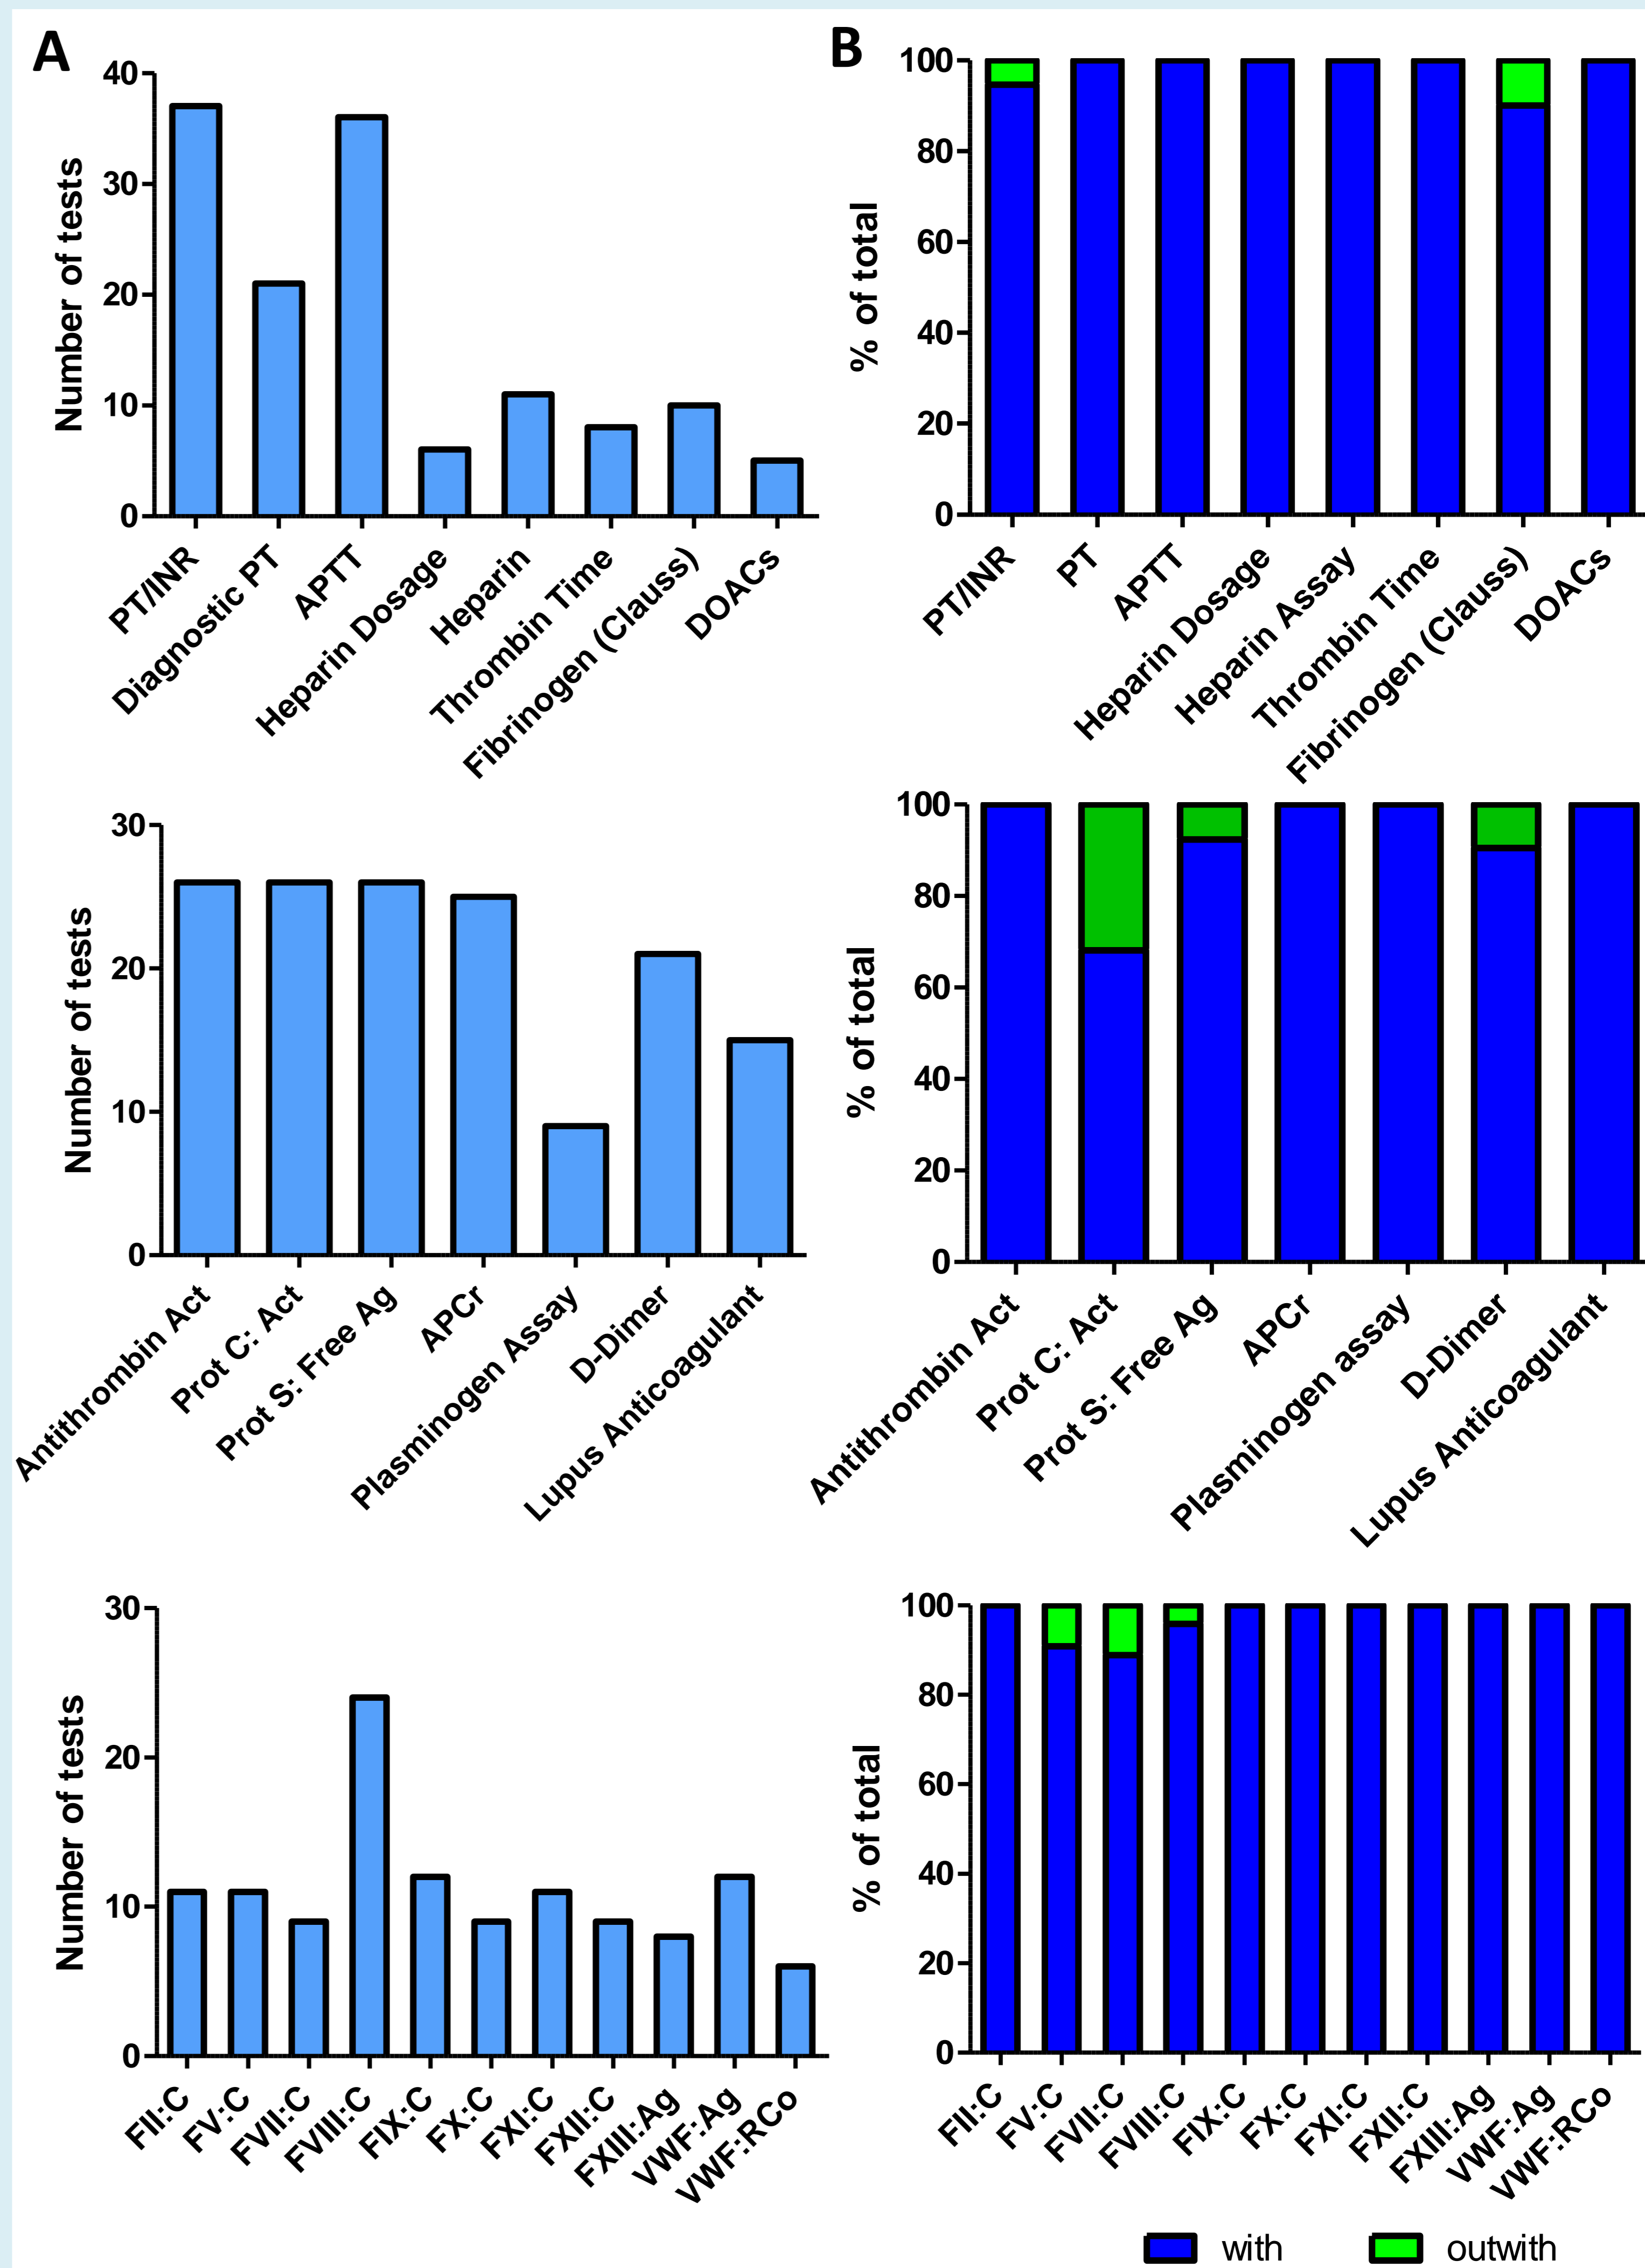 A
Number of tests
40
30
20
10
0
PT/INR
Diagnostic PT
APTT
Heparin Dosage
Heparin
Thrombin Time
Fibrinogen (Clauss)
DOACs
B
% of total
100
80
60
40
20
0
PT/INR
PT
APTT
Heparin Dosage
Heparin Assay
Thrombin Time
Fibrinogen (Clauss)
DOACs
Number of tests
30
20
10
0
Antithrombin Act
Prot C: Act
Prot S: Free Ag
APCr
Plasminogen Assay
D-Dimer
Lupus Anticoagulant
% of total
100
80
60
40
20
0
Antithrombin Act
Prot C: Act
Prot S: Free Ag
APCr
Plasminogen assay
D-Dimer
Lupus Anticoagulant
Number of tests
30
20
10
0
FII:C
FV:C
FVII:C
FVIII:C
FIX:C
FX:C
FXI:C
FXII:C
FXIII:Ag
VWF:Ag
VWF:RCo
% of total
100
80
60
40
20
0
FII:C
FV:C
FVII:C
FVIII:C
FIX:C
FX:C
FXI:C
FXII:C
FXIII:Ag
VWF:Ag
VWF:RCo
with
outwith